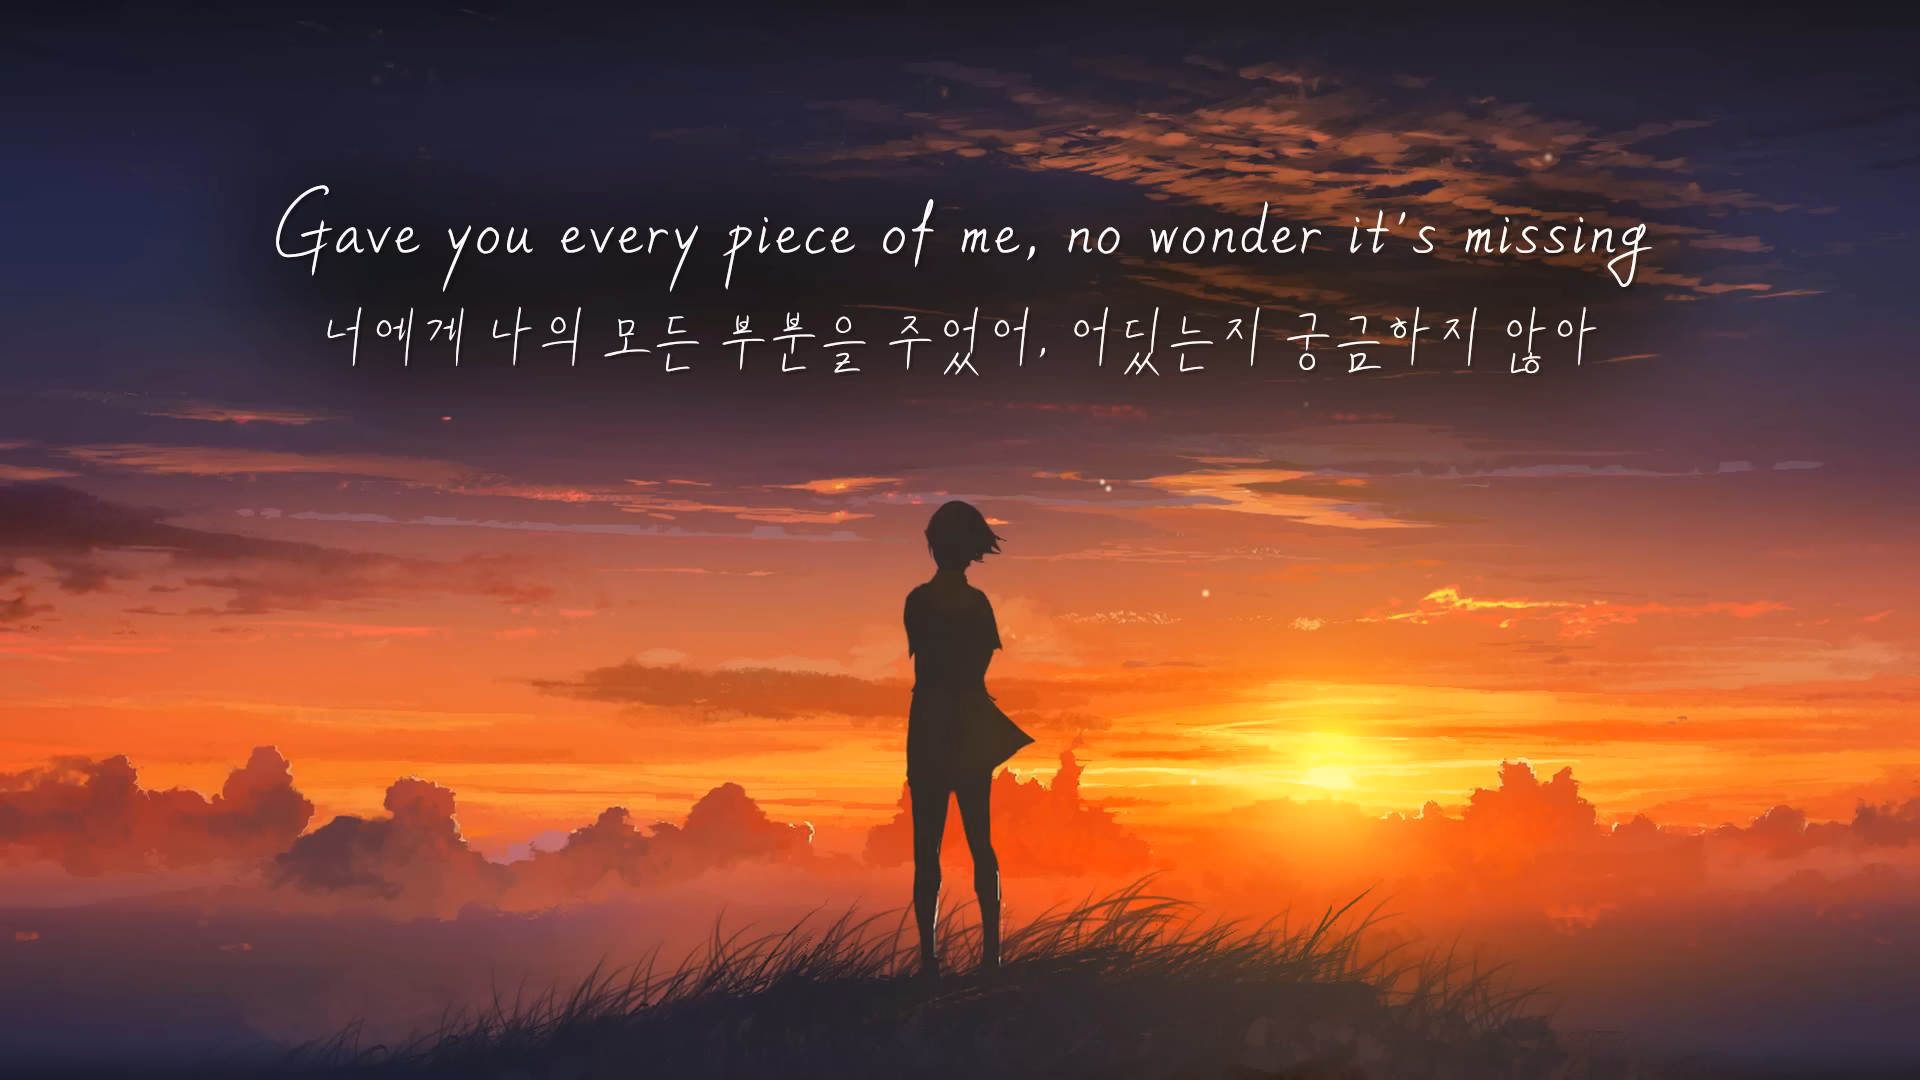 Gave you every piece of me, no wonder it's missing
너에게 나의 모든 부분을 주었어, 어딨는지 궁금하지 않아